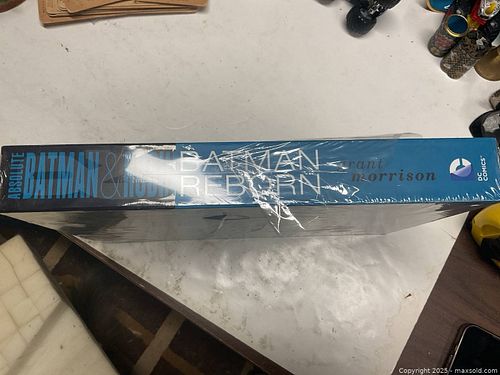 ABSOLUTE
BATMAN &
BATMAN
REBORN
grant
morrison
DC
COMICS
Copyright 2025 - maxsold.com